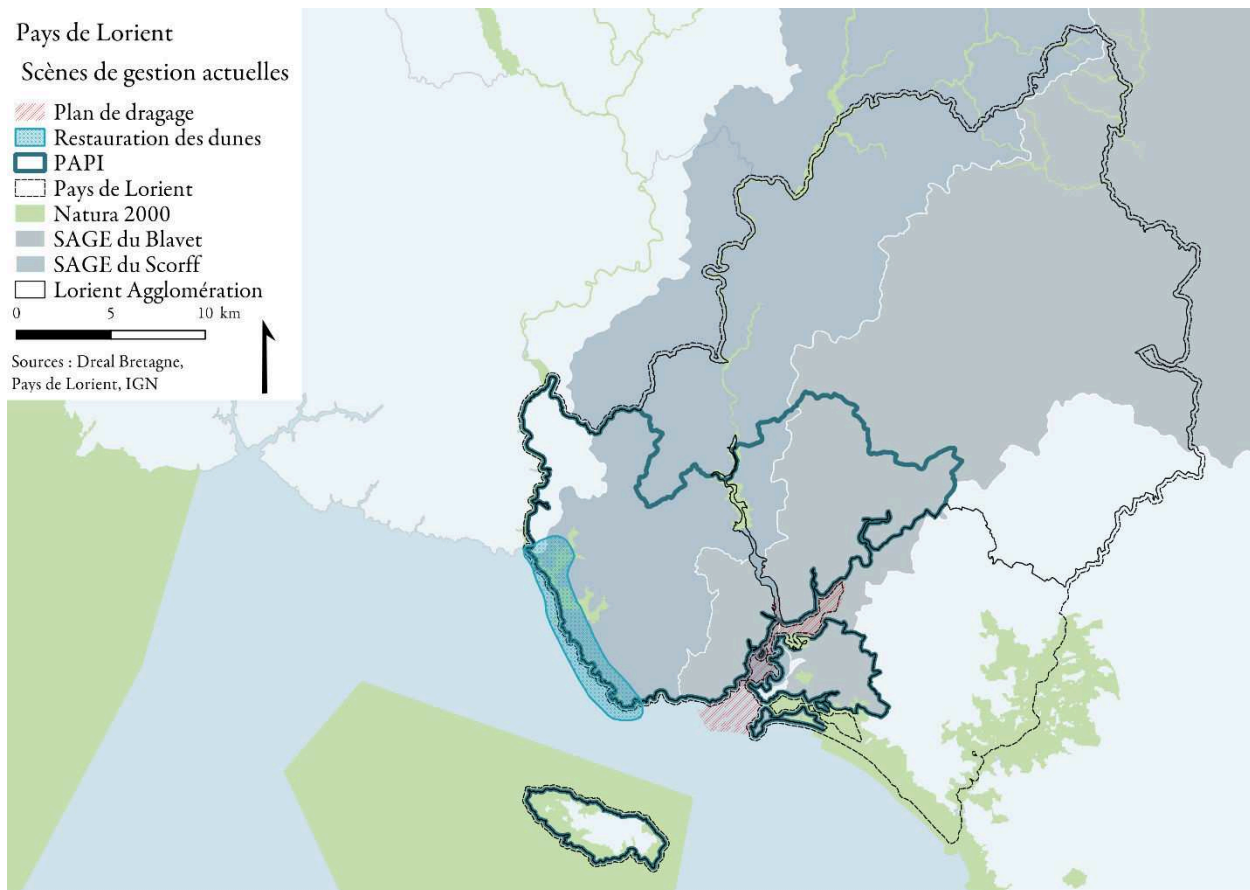 Pays de Lorient
Scènes de gestion actuelles
Plan de dragage
Restauration des dunes
PAPI
Pays de Lorient
Natura 2000
SAGE du Blavet
SAGE du Scorff
Lorient Agglomération
0 5 10 km
Sources : Dreal Bretagne,
Pays de Lorient, IGN